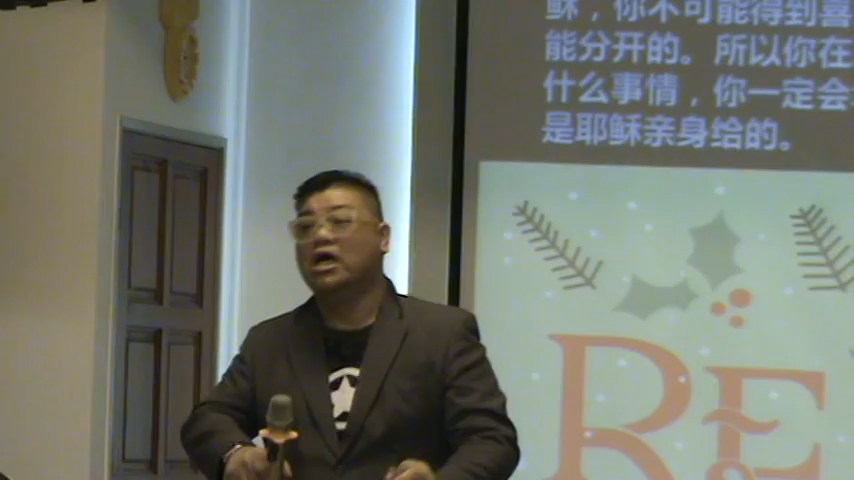 稣，你不可能得到喜
能分开的。所以你在
什么事情，你一定会
是耶稣亲身给的。
RE